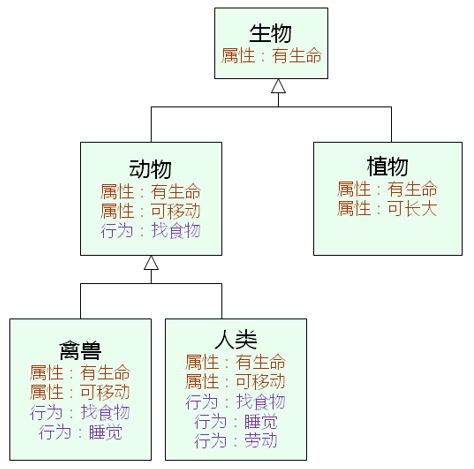 生物
属性：有生命
动物
属性：有生命
属性：可移动
行为：找食物
植物
属性：有生命
属性：可长大
禽兽
属性：有生命
属性：可移动
行为：找食物
行为：睡觉
人类
属性：有生命
属性：可移动
行为：找食物
行为：睡觉
行为：劳动